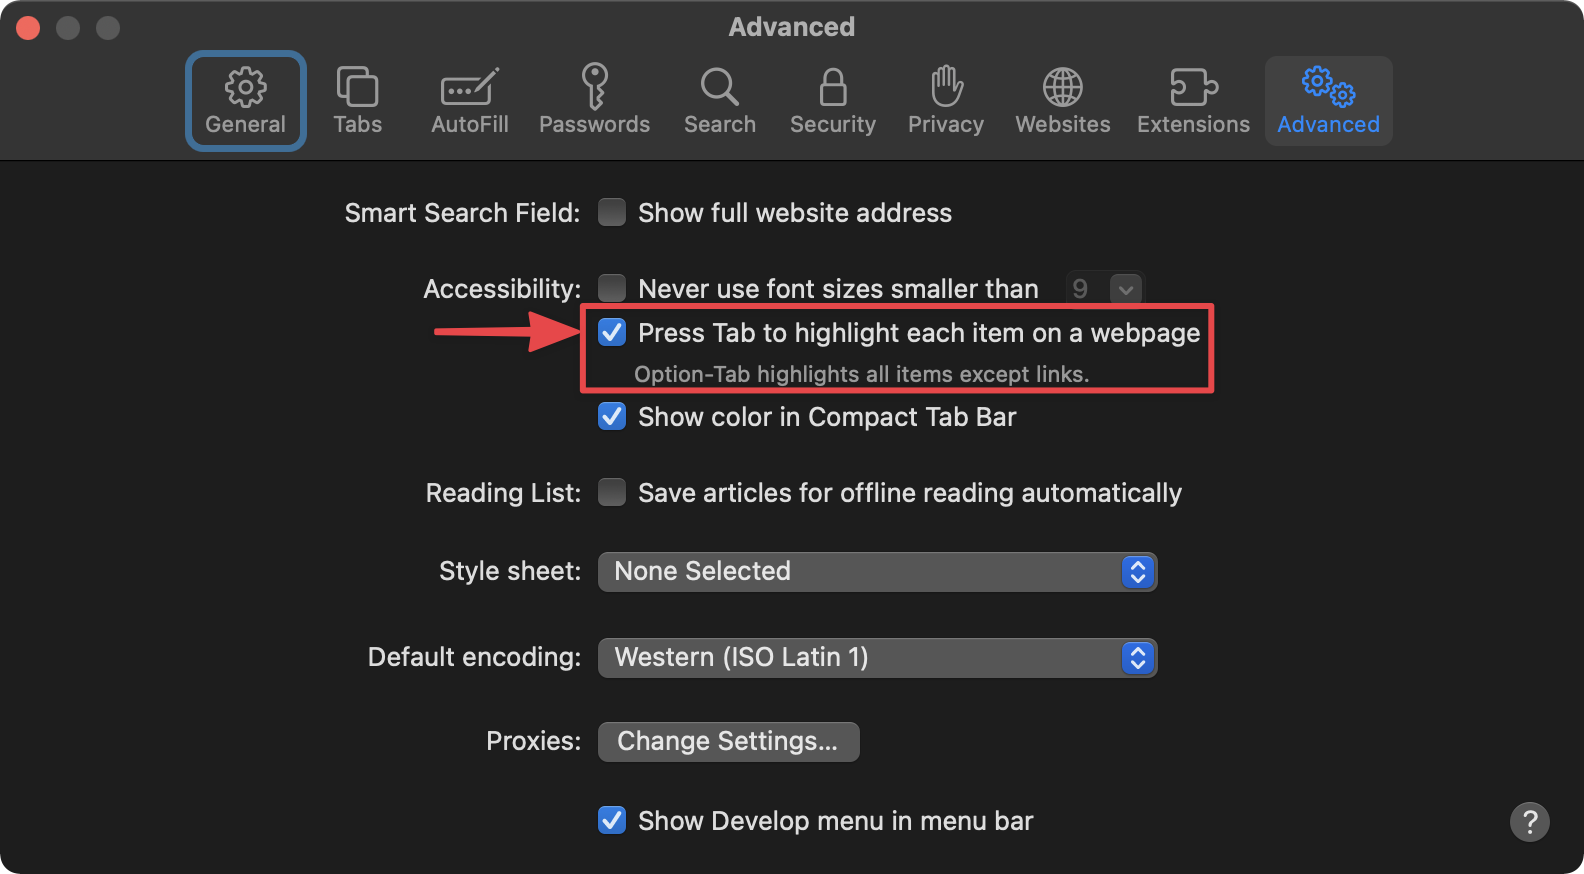 Advanced
General Tabs AutoFill Passwords Search Security Privacy Websites Extensions Advanced
Smart Search Field: Show full website address
Accessibility: Never use font sizes smaller than 9
Press Tab to highlight each item on a webpage
Option-Tab highlights all items except links.
Show color in Compact Tab Bar
Reading List: Save articles for offline reading automatically
Style sheet: None Selected
Default encoding: Western (ISO Latin 1)
Proxies: Change Settings...
Show Develop menu in menu bar
?